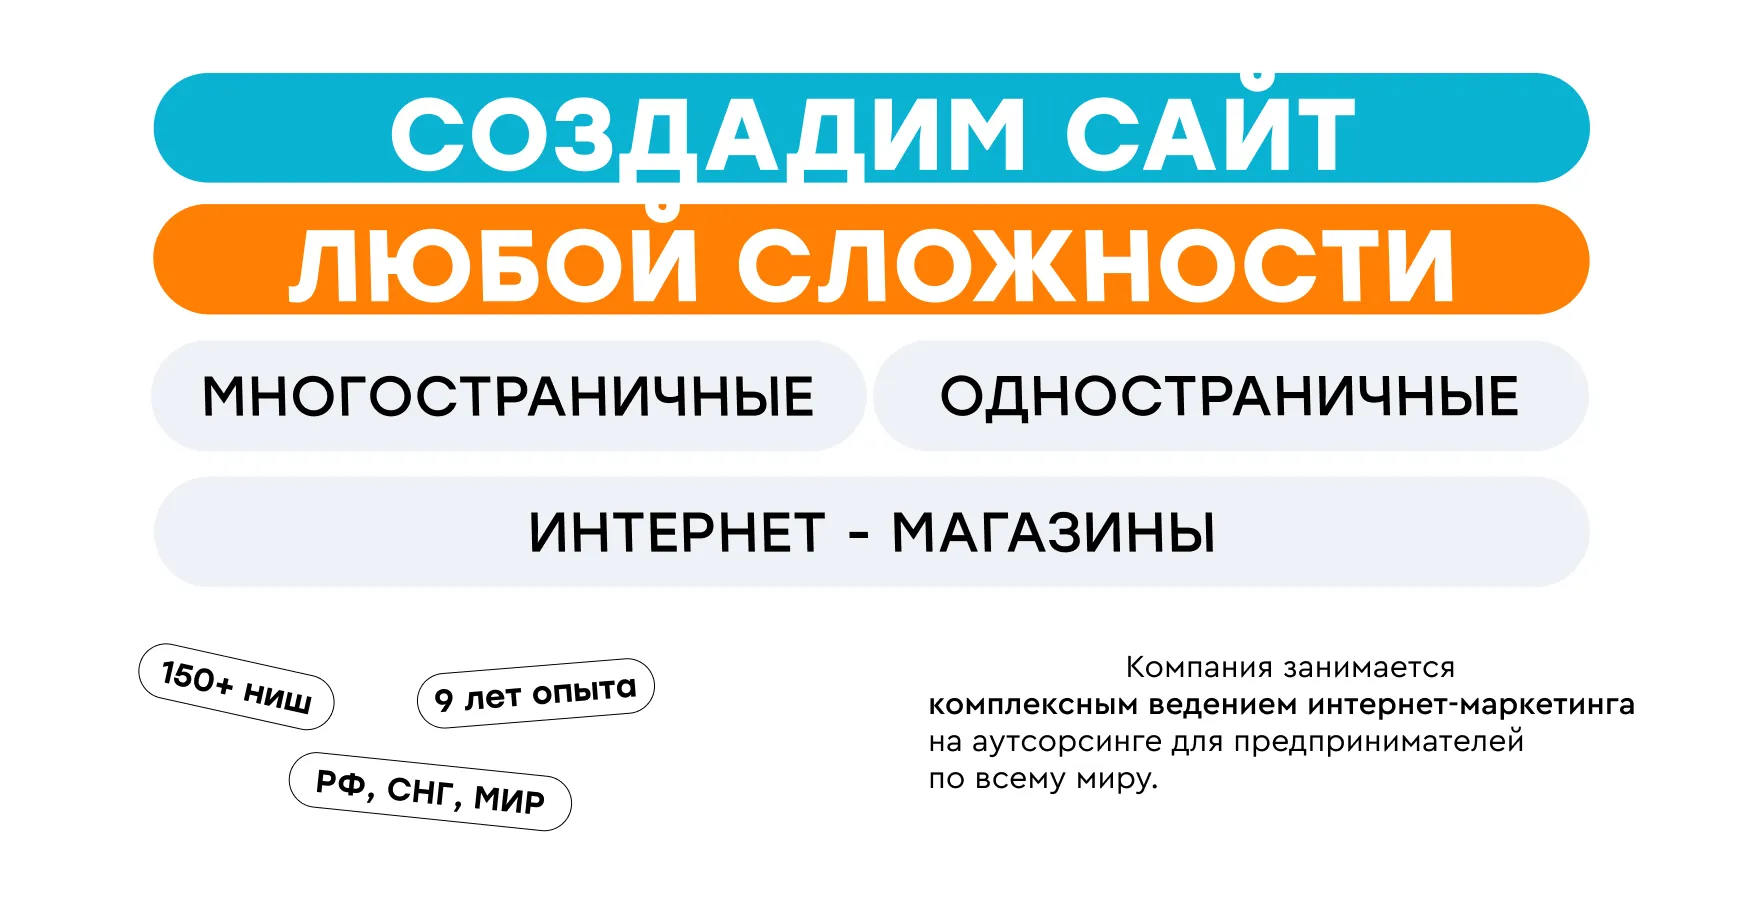 СОЗДАДИМ САЙТ
ЛЮБОЙ СЛОЖНОСТИ
МНОГОСТРАНИЧНЫЕ
ОДНОСТРАНИЧНЫЕ
ИНТЕРНЕТ - МАГАЗИНЫ
150+ ниш
9 лет опыта
РФ, СНГ, МИР
Компания занимается
комплексным ведением интернет-маркетинга
на аутсорсинге для предпринимателей
по всему миру.